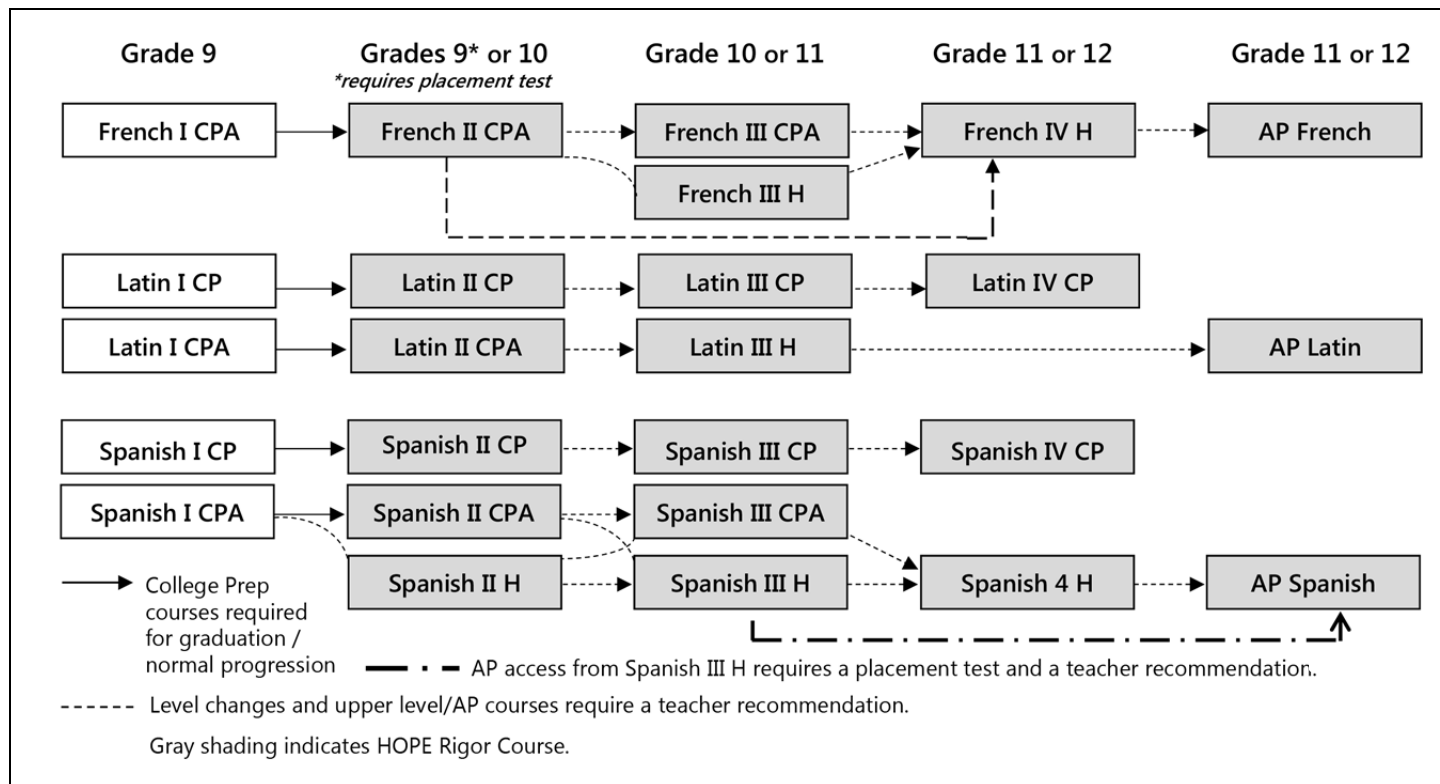 Grade 9
Grades 9* or 10
*requires placement test
Grade 10 or 11
Grade 11 or 12
Grade 11 or 12
French I CPA
French II CPA
French III CPA
French IV H
AP French
French III H
Latin I CP
Latin II CP
Latin III CP
Latin IV CP
Latin I CPA
Latin II CPA
Latin III H
AP Latin
Spanish I CP
Spanish II CP
Spanish III CP
Spanish IV CP
Spanish I CPA
Spanish II CPA
Spanish III CPA
Spanish II H
Spanish III H
Spanish 4 H
AP Spanish
College Prep
courses required
for graduation /
normal progression
AP access from Spanish III H requires a placement test and a teacher recommendation.
Level changes and upper level/AP courses require a teacher recommendation.
Gray shading indicates HOPE Rigor Course.